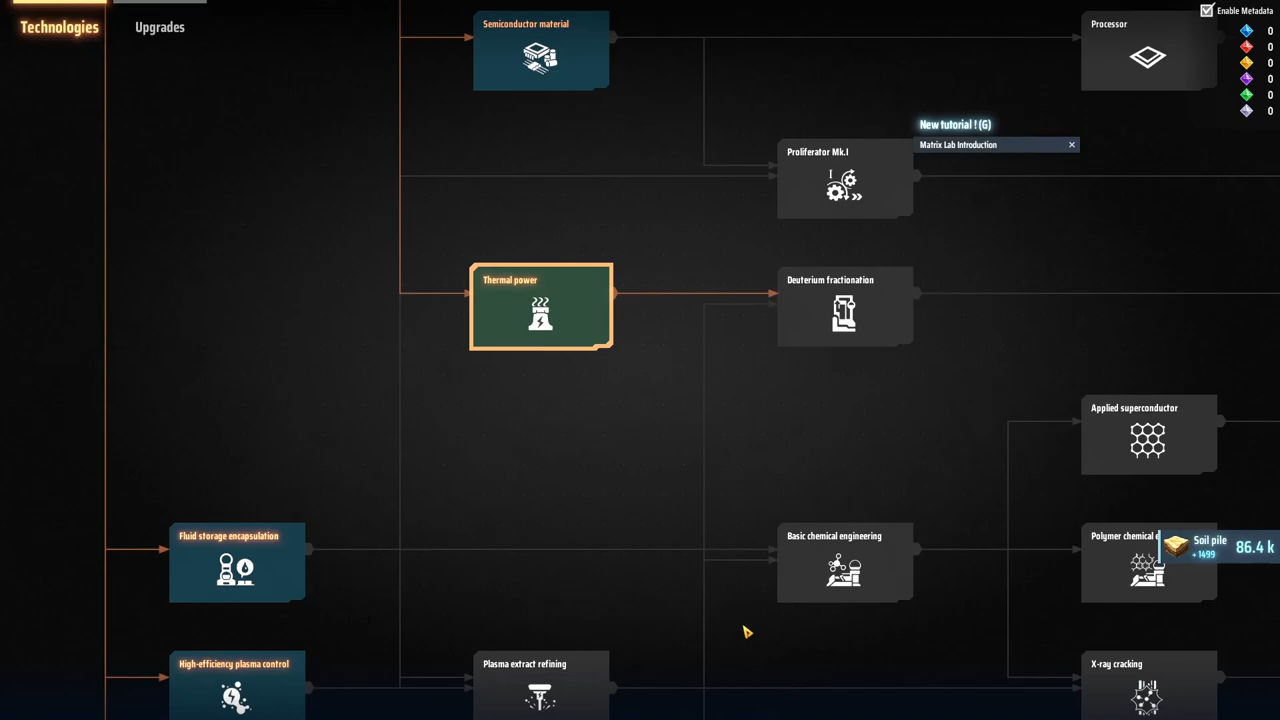 Technologies
Upgrades
Enable Metadata
0
0
0
0
0
0
Semiconductor material
Processor
New tutorial ! (G)
Matrix Lab Introduction
Proliferator Mk.I
I
Thermal power
Deuterium fractionation
Applied superconductor
Fluid storage encapsulation
Basic chemical engineering
Polymer chemical e
Soil pile
+ 1499
86.4 k
High-efficiency plasma control
Plasma extract refining
X-ray cracking